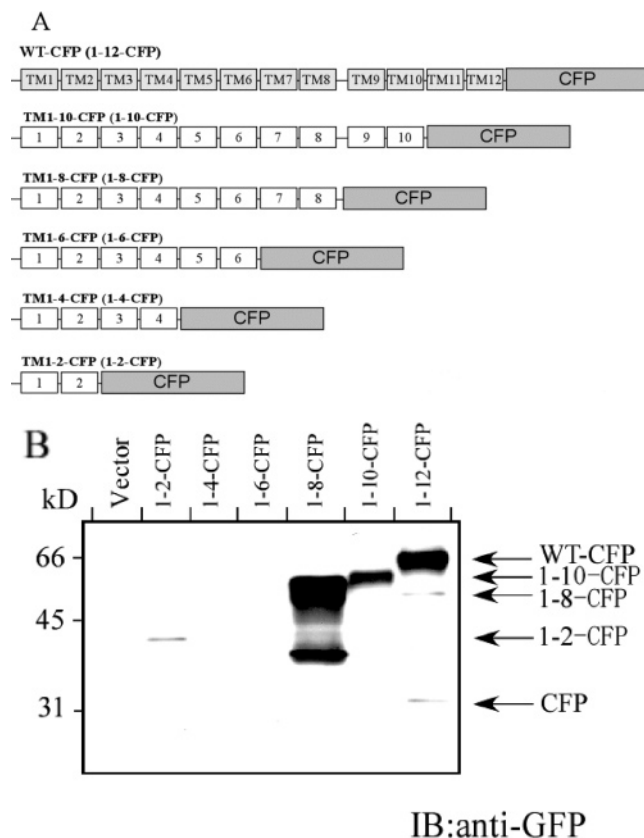 A
WT-CFP (1-12-CFP)
TM1 TM2 TM3 TM4 TM5 TM6 TM7 TM8 TM9 TM10 TM11 TM12 CFP
TM1-10-CFP (1-10-CFP)
1 2 3 4 5 6 7 8 9 10 CFP
TM1-8-CFP (1-8-CFP)
1 2 3 4 5 6 7 8 CFP
TM1-6-CFP (1-6-CFP)
1 2 3 4 5 6 CFP
TM1-4-CFP (1-4-CFP)
1 2 3 4 CFP
TM1-2-CFP (1-2-CFP)
1 2 CFP
B
kD
Vector
1-2-CFP
1-4-CFP
1-6-CFP
1-8-CFP
1-10-CFP
1-12-CFP
66
45
31
WT-CFP
1-10-CFP
1-8-CFP
1-2-CFP
CFP
IB:anti-GFP